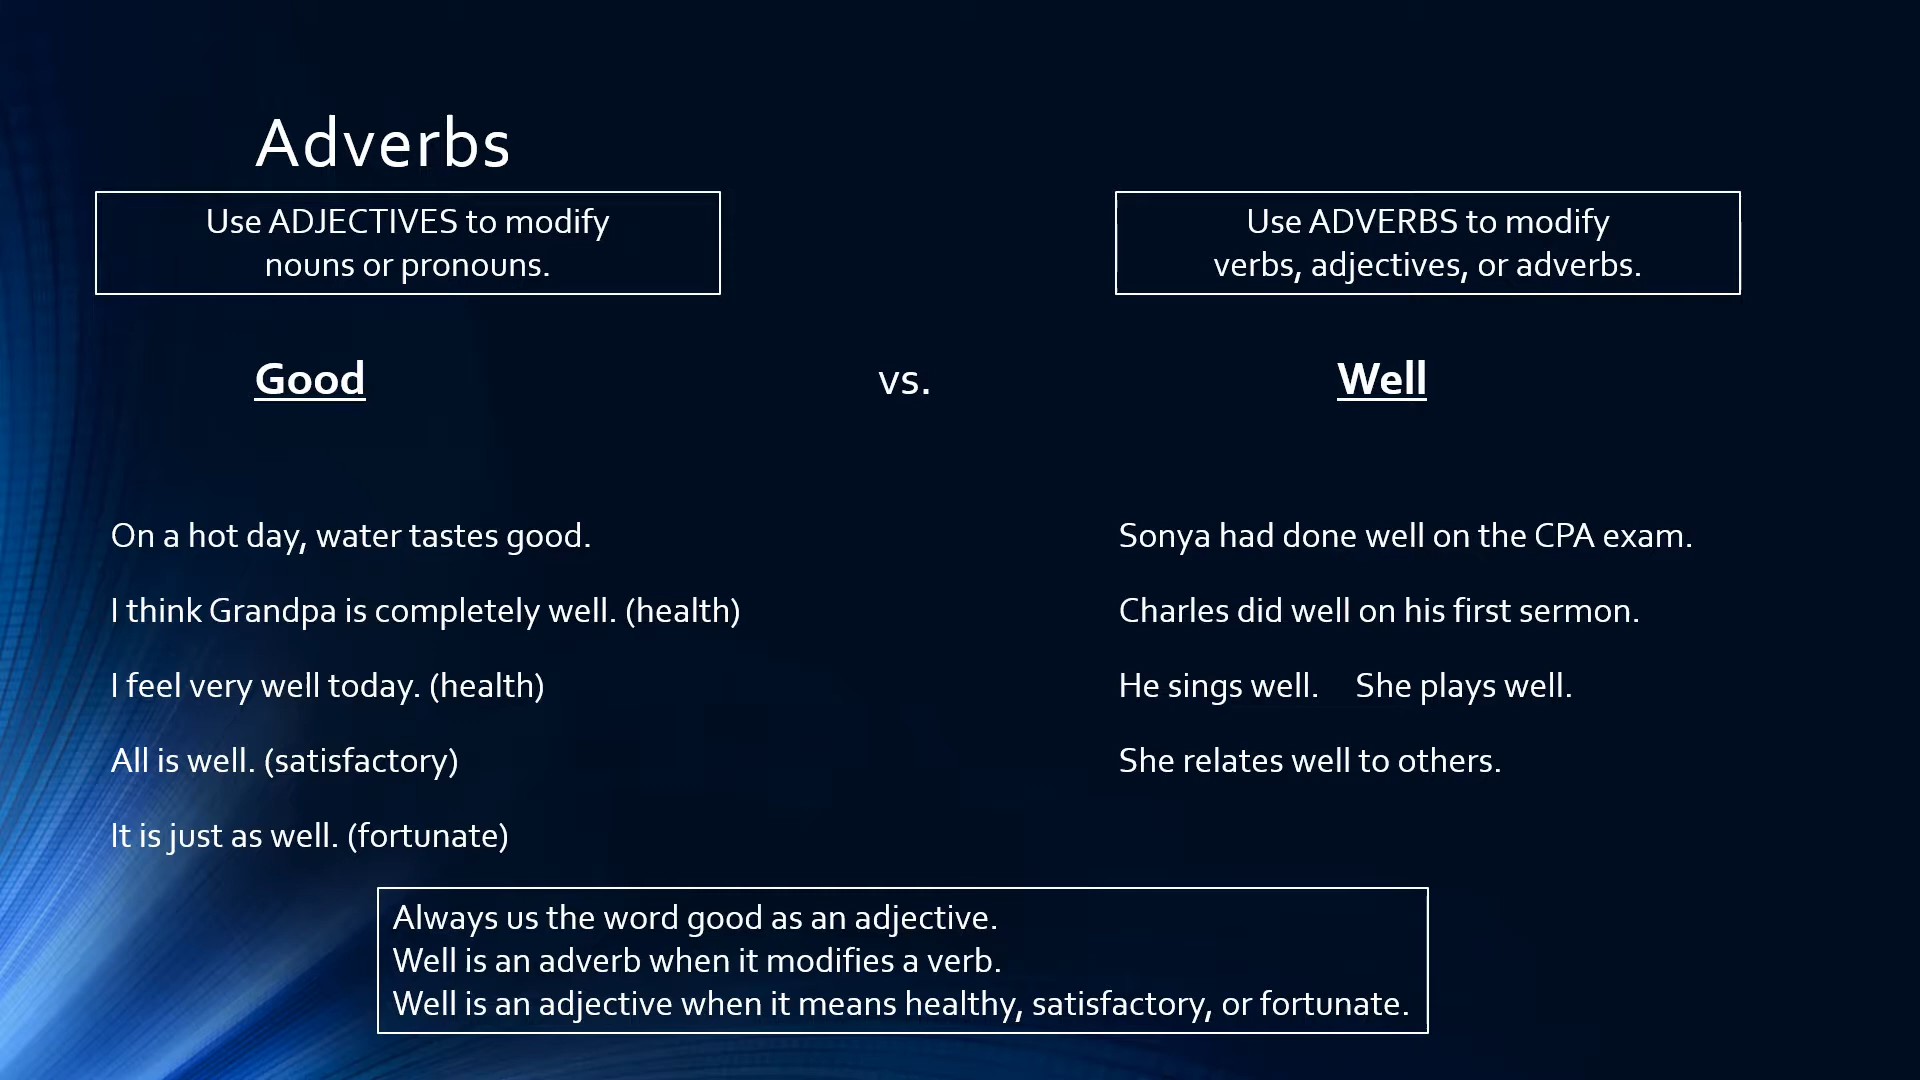 Adverbs
Use ADJECTIVES to modify
nouns or pronouns.
Use ADVERBS to modify
verbs, adjectives, or adverbs.
Good
vs.
Well
On a hot day, water tastes good.
I think Grandpa is completely well. (health)
I feel very well today. (health)
All is well. (satisfactory)
It is just as well. (fortunate)
Sonya had done well on the CPA exam.
Charles did well on his first sermon.
He sings well. She plays well.
She relates well to others.
Always us the word good as an adjective.
Well is an adverb when it modifies a verb.
Well is an adjective when it means healthy, satisfactory, or fortunate.